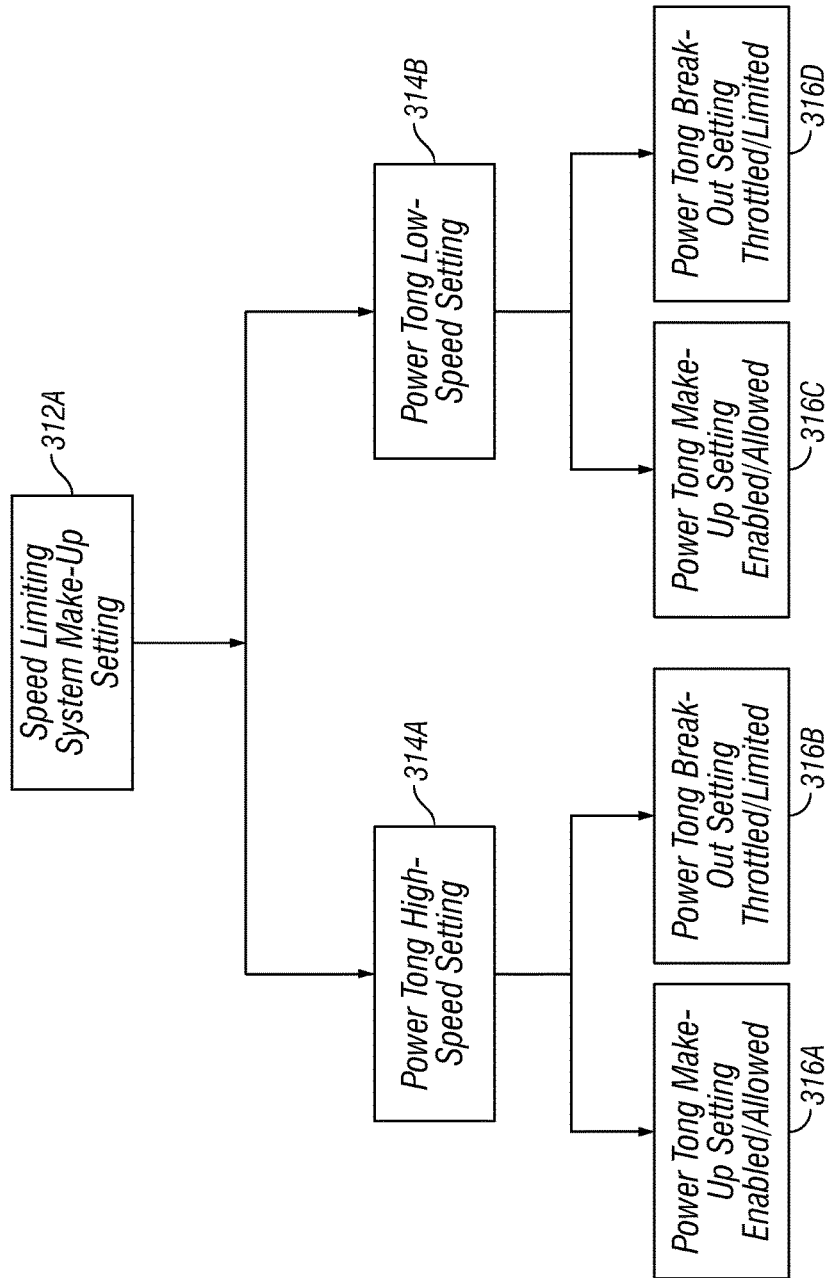 Speed Limiting
System Make-Up
Setting
312A
Power Tong High-
Speed Setting
314A
Power Tong Low-
Speed Setting
314B
Power Tong Make-
Up Setting
Enabled/Allowed
316A
Power Tong Break-
Out Setting
Throttled/Limited
316B
Power Tong Make-
Up Setting
Enabled/Allowed
316C
Power Tong Break-
Out Setting
Throttled/Limited
316D